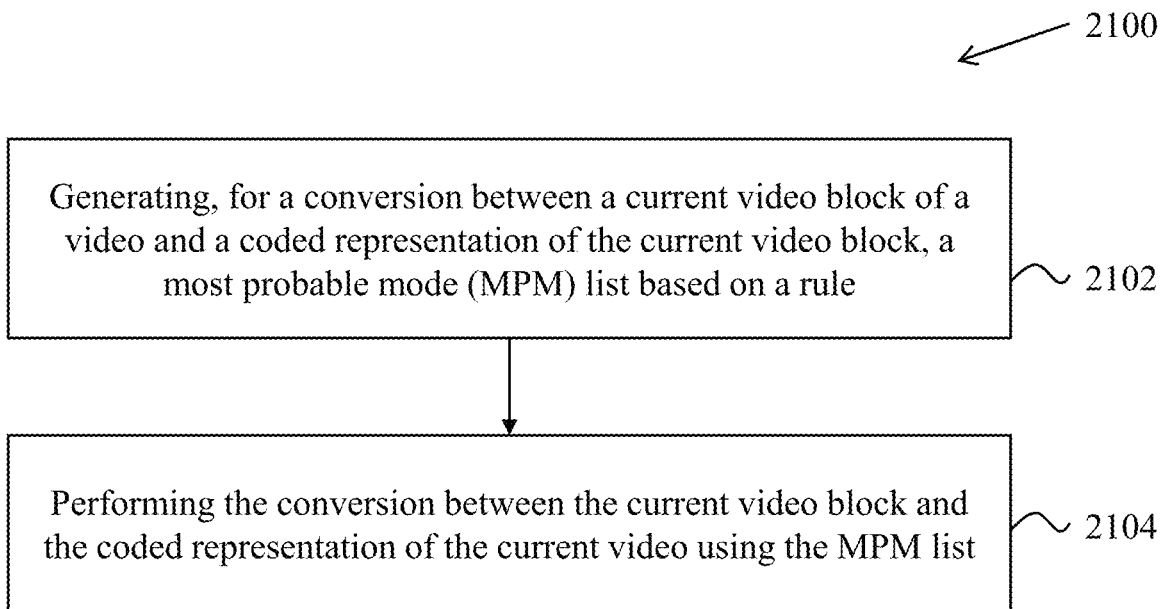 2100
Generating, for a conversion between a current video block of a
video and a coded representation of the current video block, a
most probable mode (MPM) list based on a rule
2102
Performing the conversion between the current video block and
the coded representation of the current video using the MPM list
2104